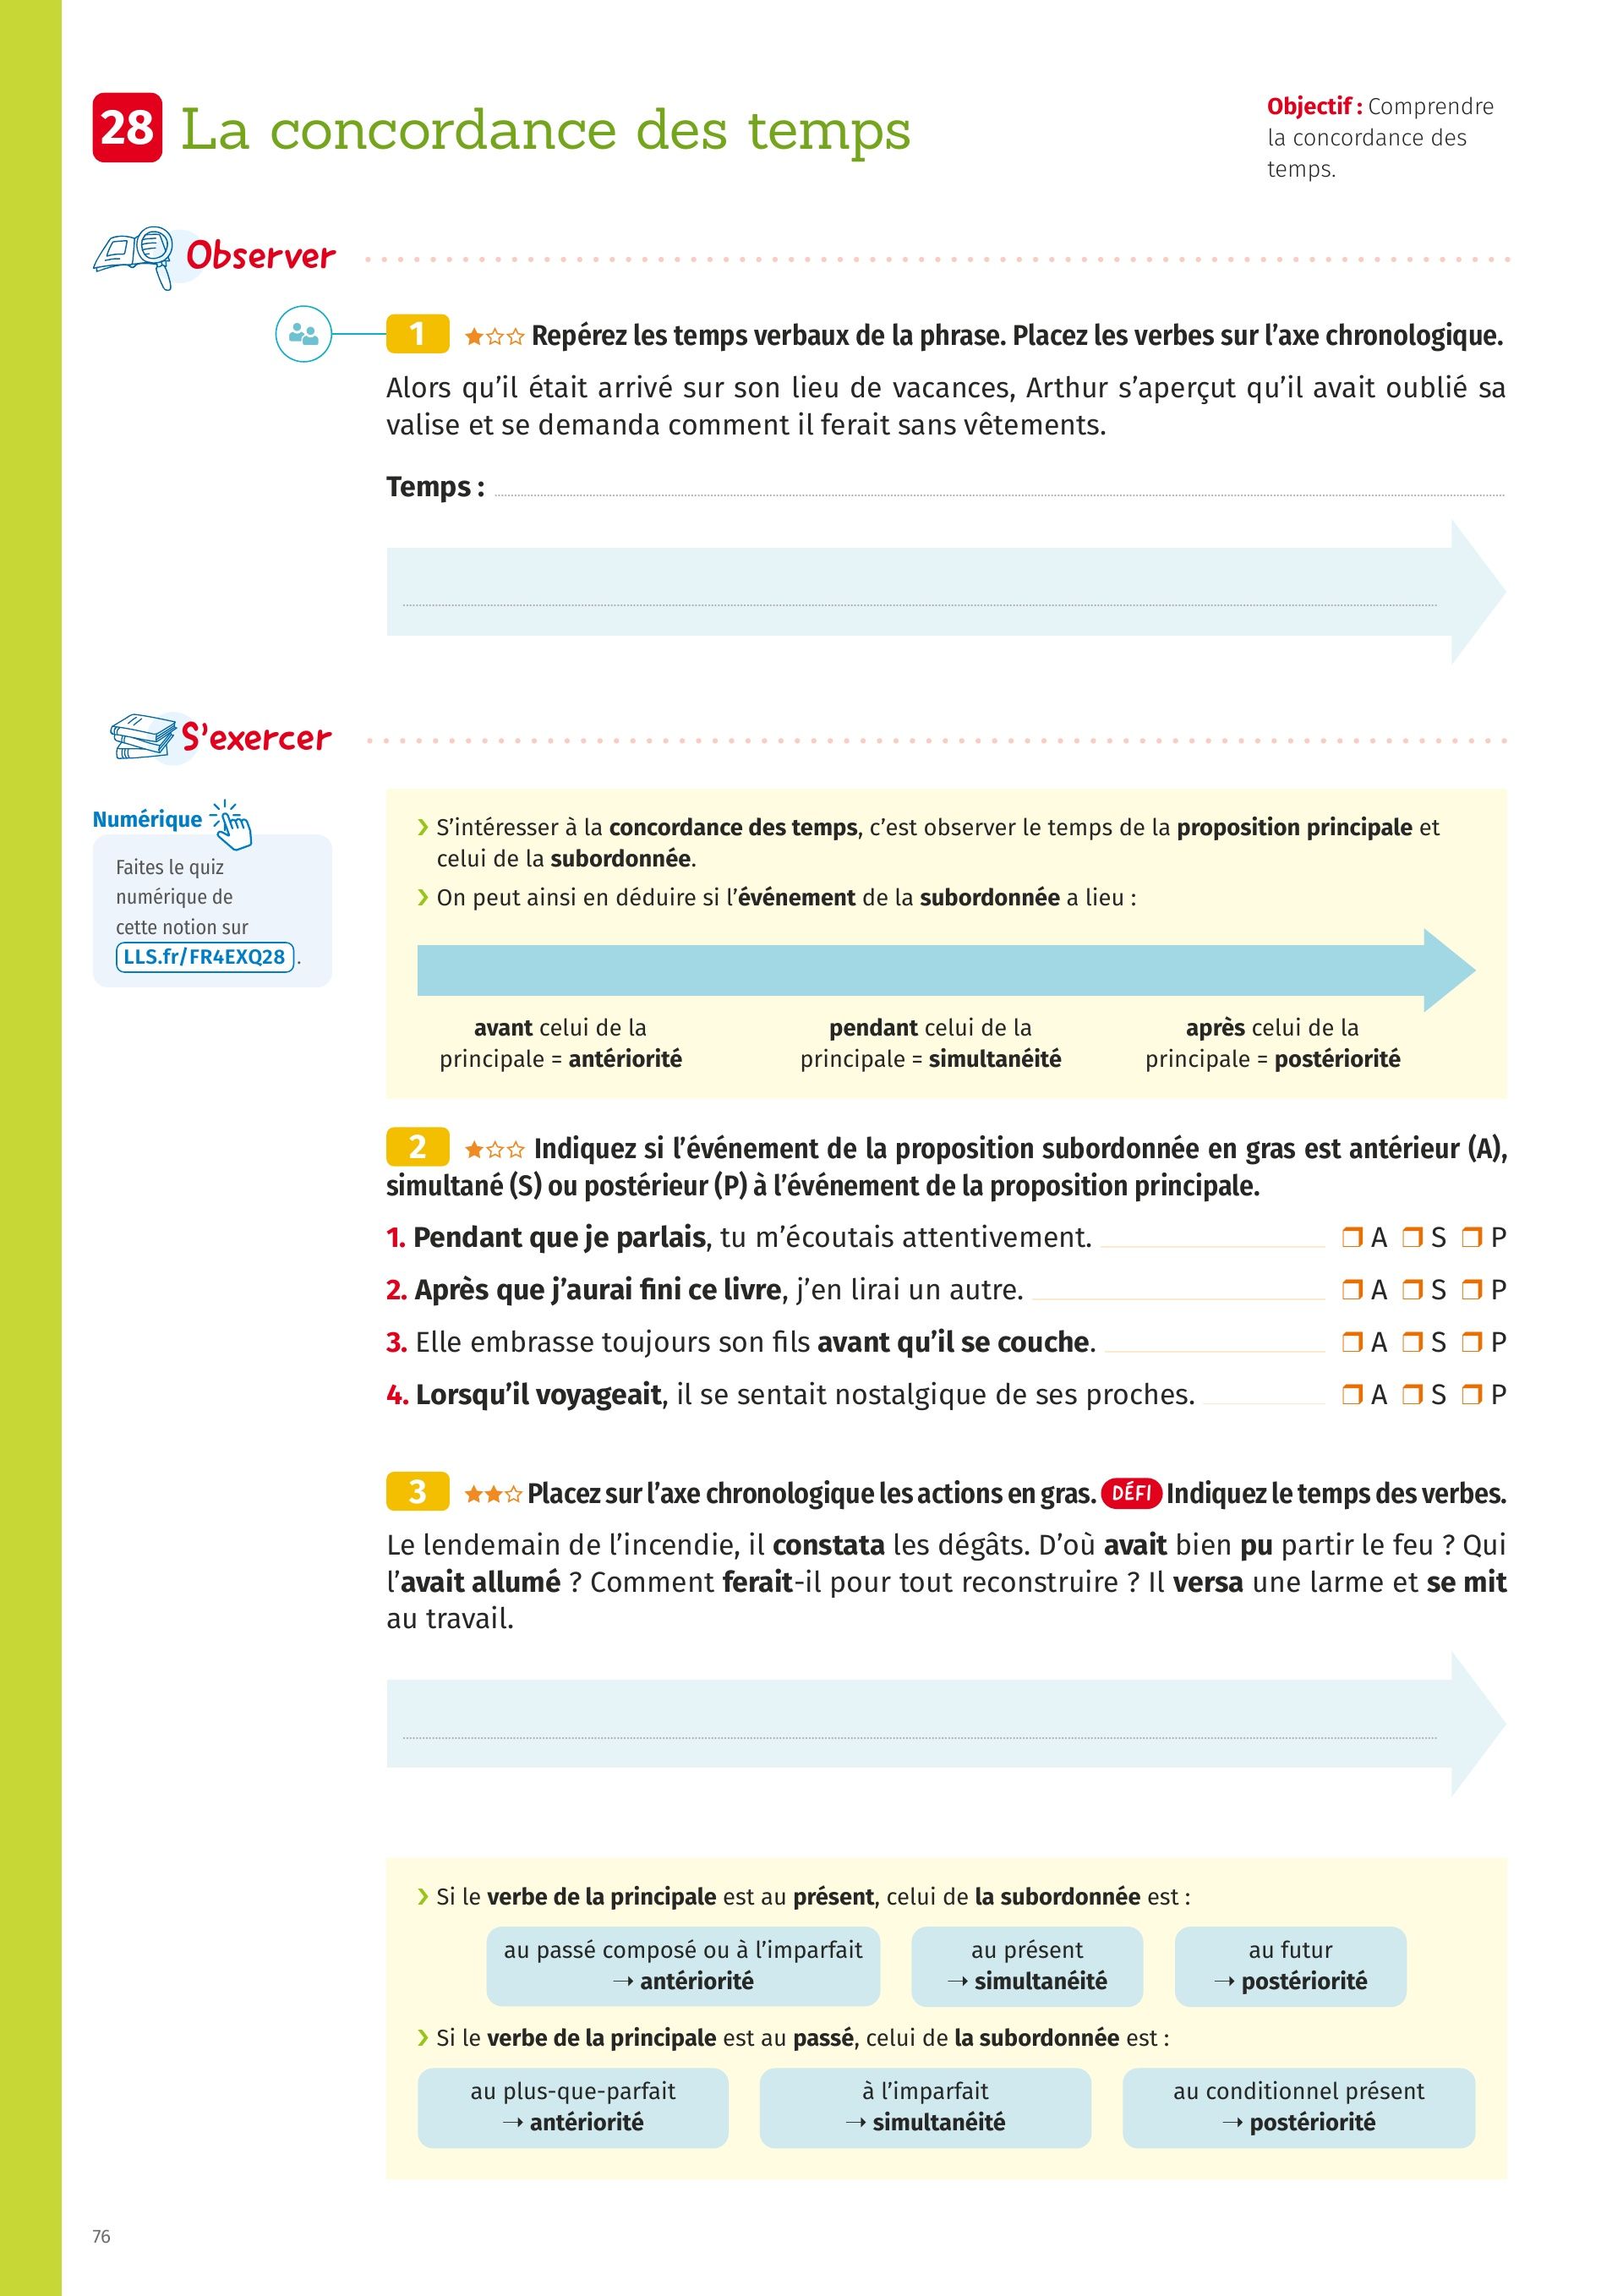 28 La concordance des temps
Objectif : Comprendre
la concordance des
temps.
Observer
1 ★☆☆ Repérez les temps verbaux de la phrase. Placez les verbes sur l’axe chronologique.
Alors qu’il était arrivé sur son lieu de vacances, Arthur s’aperçut qu’il avait oublié sa
valise et se demanda comment il ferait sans vêtements.
Temps :
S’exercer
Numérique
Faites le quiz
numérique de
cette notion sur
LLS.fr/FR4EXQ28.
› S’intéresser à la concordance des temps, c’est observer le temps de la proposition principale et
celui de la subordonnée.
› On peut ainsi en déduire si l’événement de la subordonnée a lieu :
avant celui de la
principale = antériorité
pendant celui de la
principale = simultanéité
après celui de la
principale = postériorité
2 ★☆☆ Indiquez si l’événement de la proposition subordonnée en gras est antérieur (A),
simultané (S) ou postérieur (P) à l’événement de la proposition principale.
1. Pendant que je parlais, tu m’écoutais attentivement. ❒ A ❒ S ❒ P
2. Après que j’aurai fini ce livre, j’en lirai un autre. ❒ A ❒ S ❒ P
3. Elle embrasse toujours son fils avant qu’il se couche. ❒ A ❒ S ❒ P
4. Lorsqu’il voyageait, il se sentait nostalgique de ses proches. ❒ A ❒ S ❒ P
3 ★★☆ Placez sur l’axe chronologique les actions en gras. DÉFI Indiquez le temps des verbes.
Le lendemain de l’incendie, il constata les dégâts. D’où avait bien pu partir le feu ? Qui
l’avait allumé ? Comment ferait-il pour tout reconstruire ? Il versa une larme et se mit
au travail.
› Si le verbe de la principale est au présent, celui de la subordonnée est :
au passé composé ou à l’imparfait
→ antériorité
au présent
→ simultanéité
au futur
→ postériorité
› Si le verbe de la principale est au passé, celui de la subordonnée est :
au plus-que-parfait
→ antériorité
à l’imparfait
→ simultanéité
au conditionnel présent
→ postériorité
76